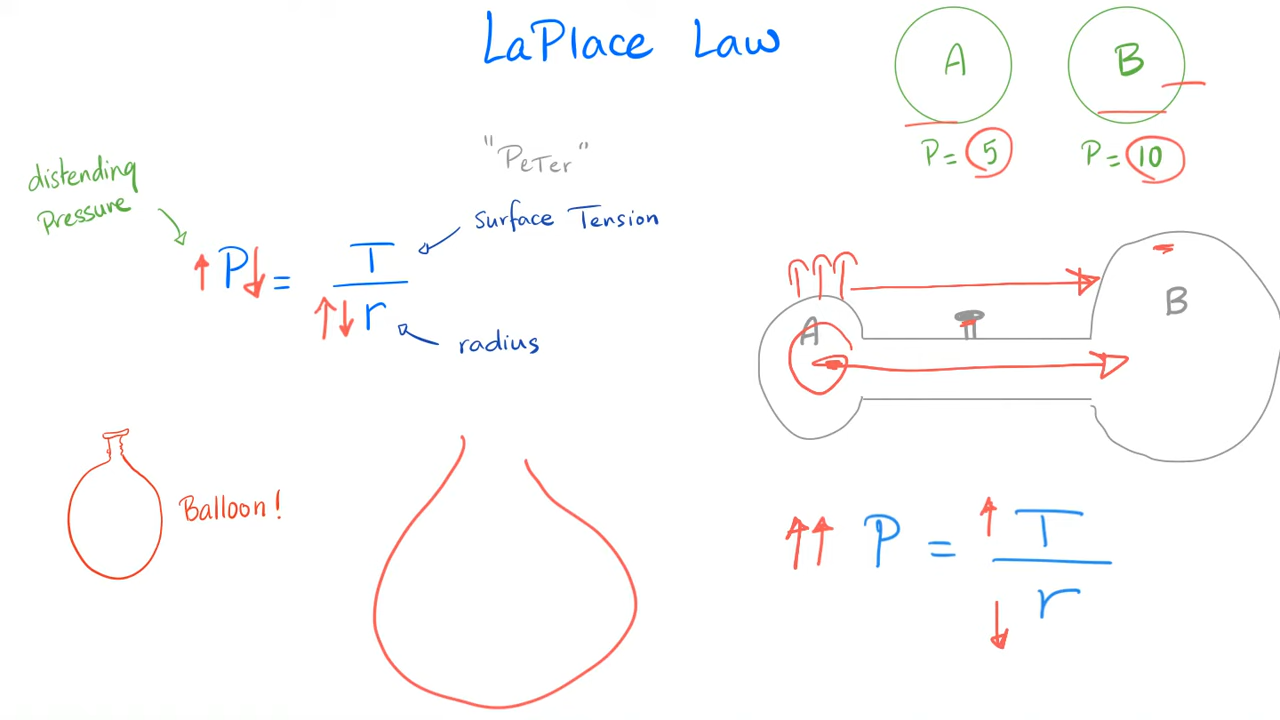 LaPlace Law
A
B
P = 5
P = 10
"PeTer"
distending
Pressure
Surface Tension
↑ P ↓ = T
↑ ↓ r
radius
A
B
Balloon!
↑↑ P = ↑ T
↓ r